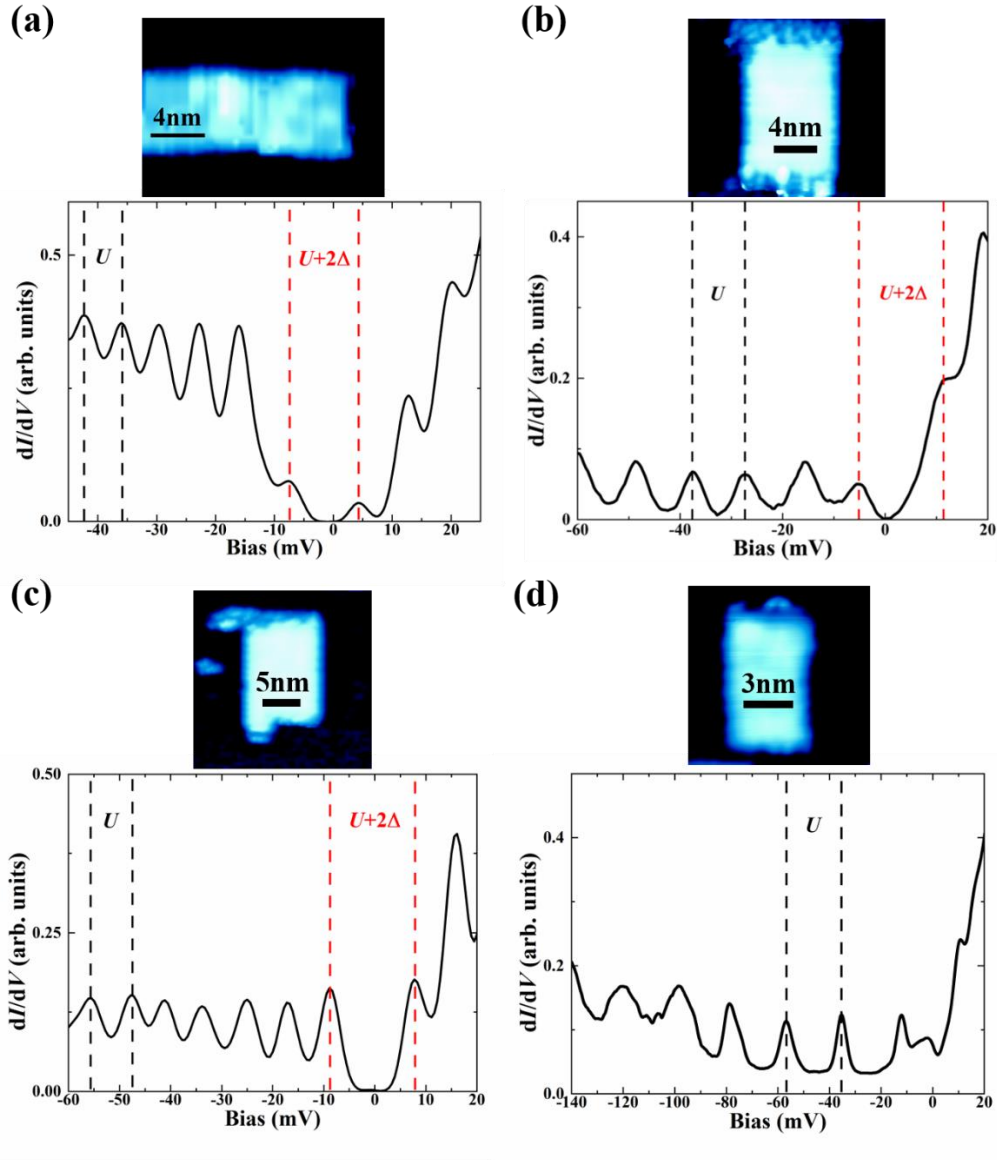 (a)
4nm
dI/dV (arb. units)
0.5
0.0
U
U+2Δ
-40 -30 -20 -10 0 10 20
Bias (mV)
(b)
4nm
dI/dV (arb. units)
0.4
0.2
0
U
U+2Δ
-60 -40 -20 0 20
Bias (mV)
(c)
5nm
dI/dV (arb. units)
0.50
0.25
0.00
U
U+2Δ
-60 -50 -40 -30 -20 -10 0 10 20
Bias (mV)
(d)
3nm
dI/dV (arb. units)
0.4
0.2
0.0
U
-140 -120 -100 -80 -60 -40 -20 0 20
Bias (mV)